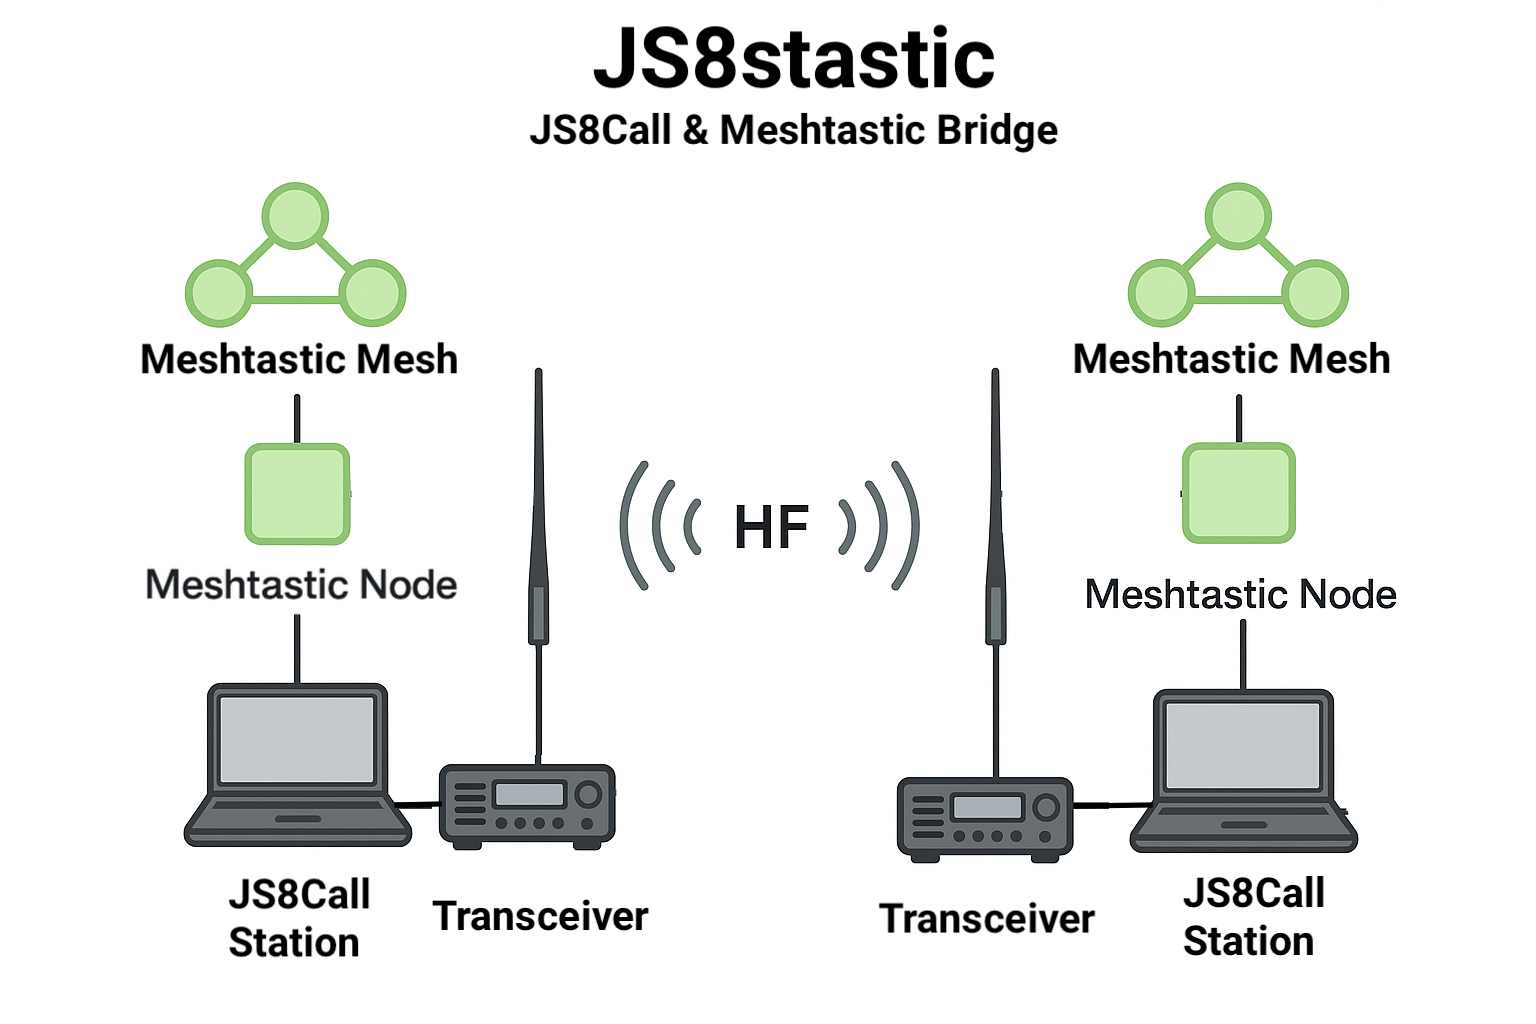 JS8stastic
JS8Call & Meshtastic Bridge
Meshtastic Mesh
Meshtastic Mesh
HF
Meshtastic Node
Meshtastic Node
JS8Call
Station
Transceiver
Transceiver
JS8Call
Station